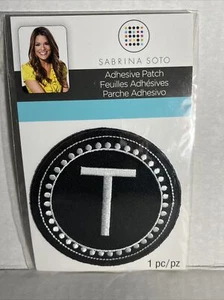 SABRINA SOTO
Adhesive Patch
Feuilles Adhésives
Parche Adhesivo
T
1 pc/pz